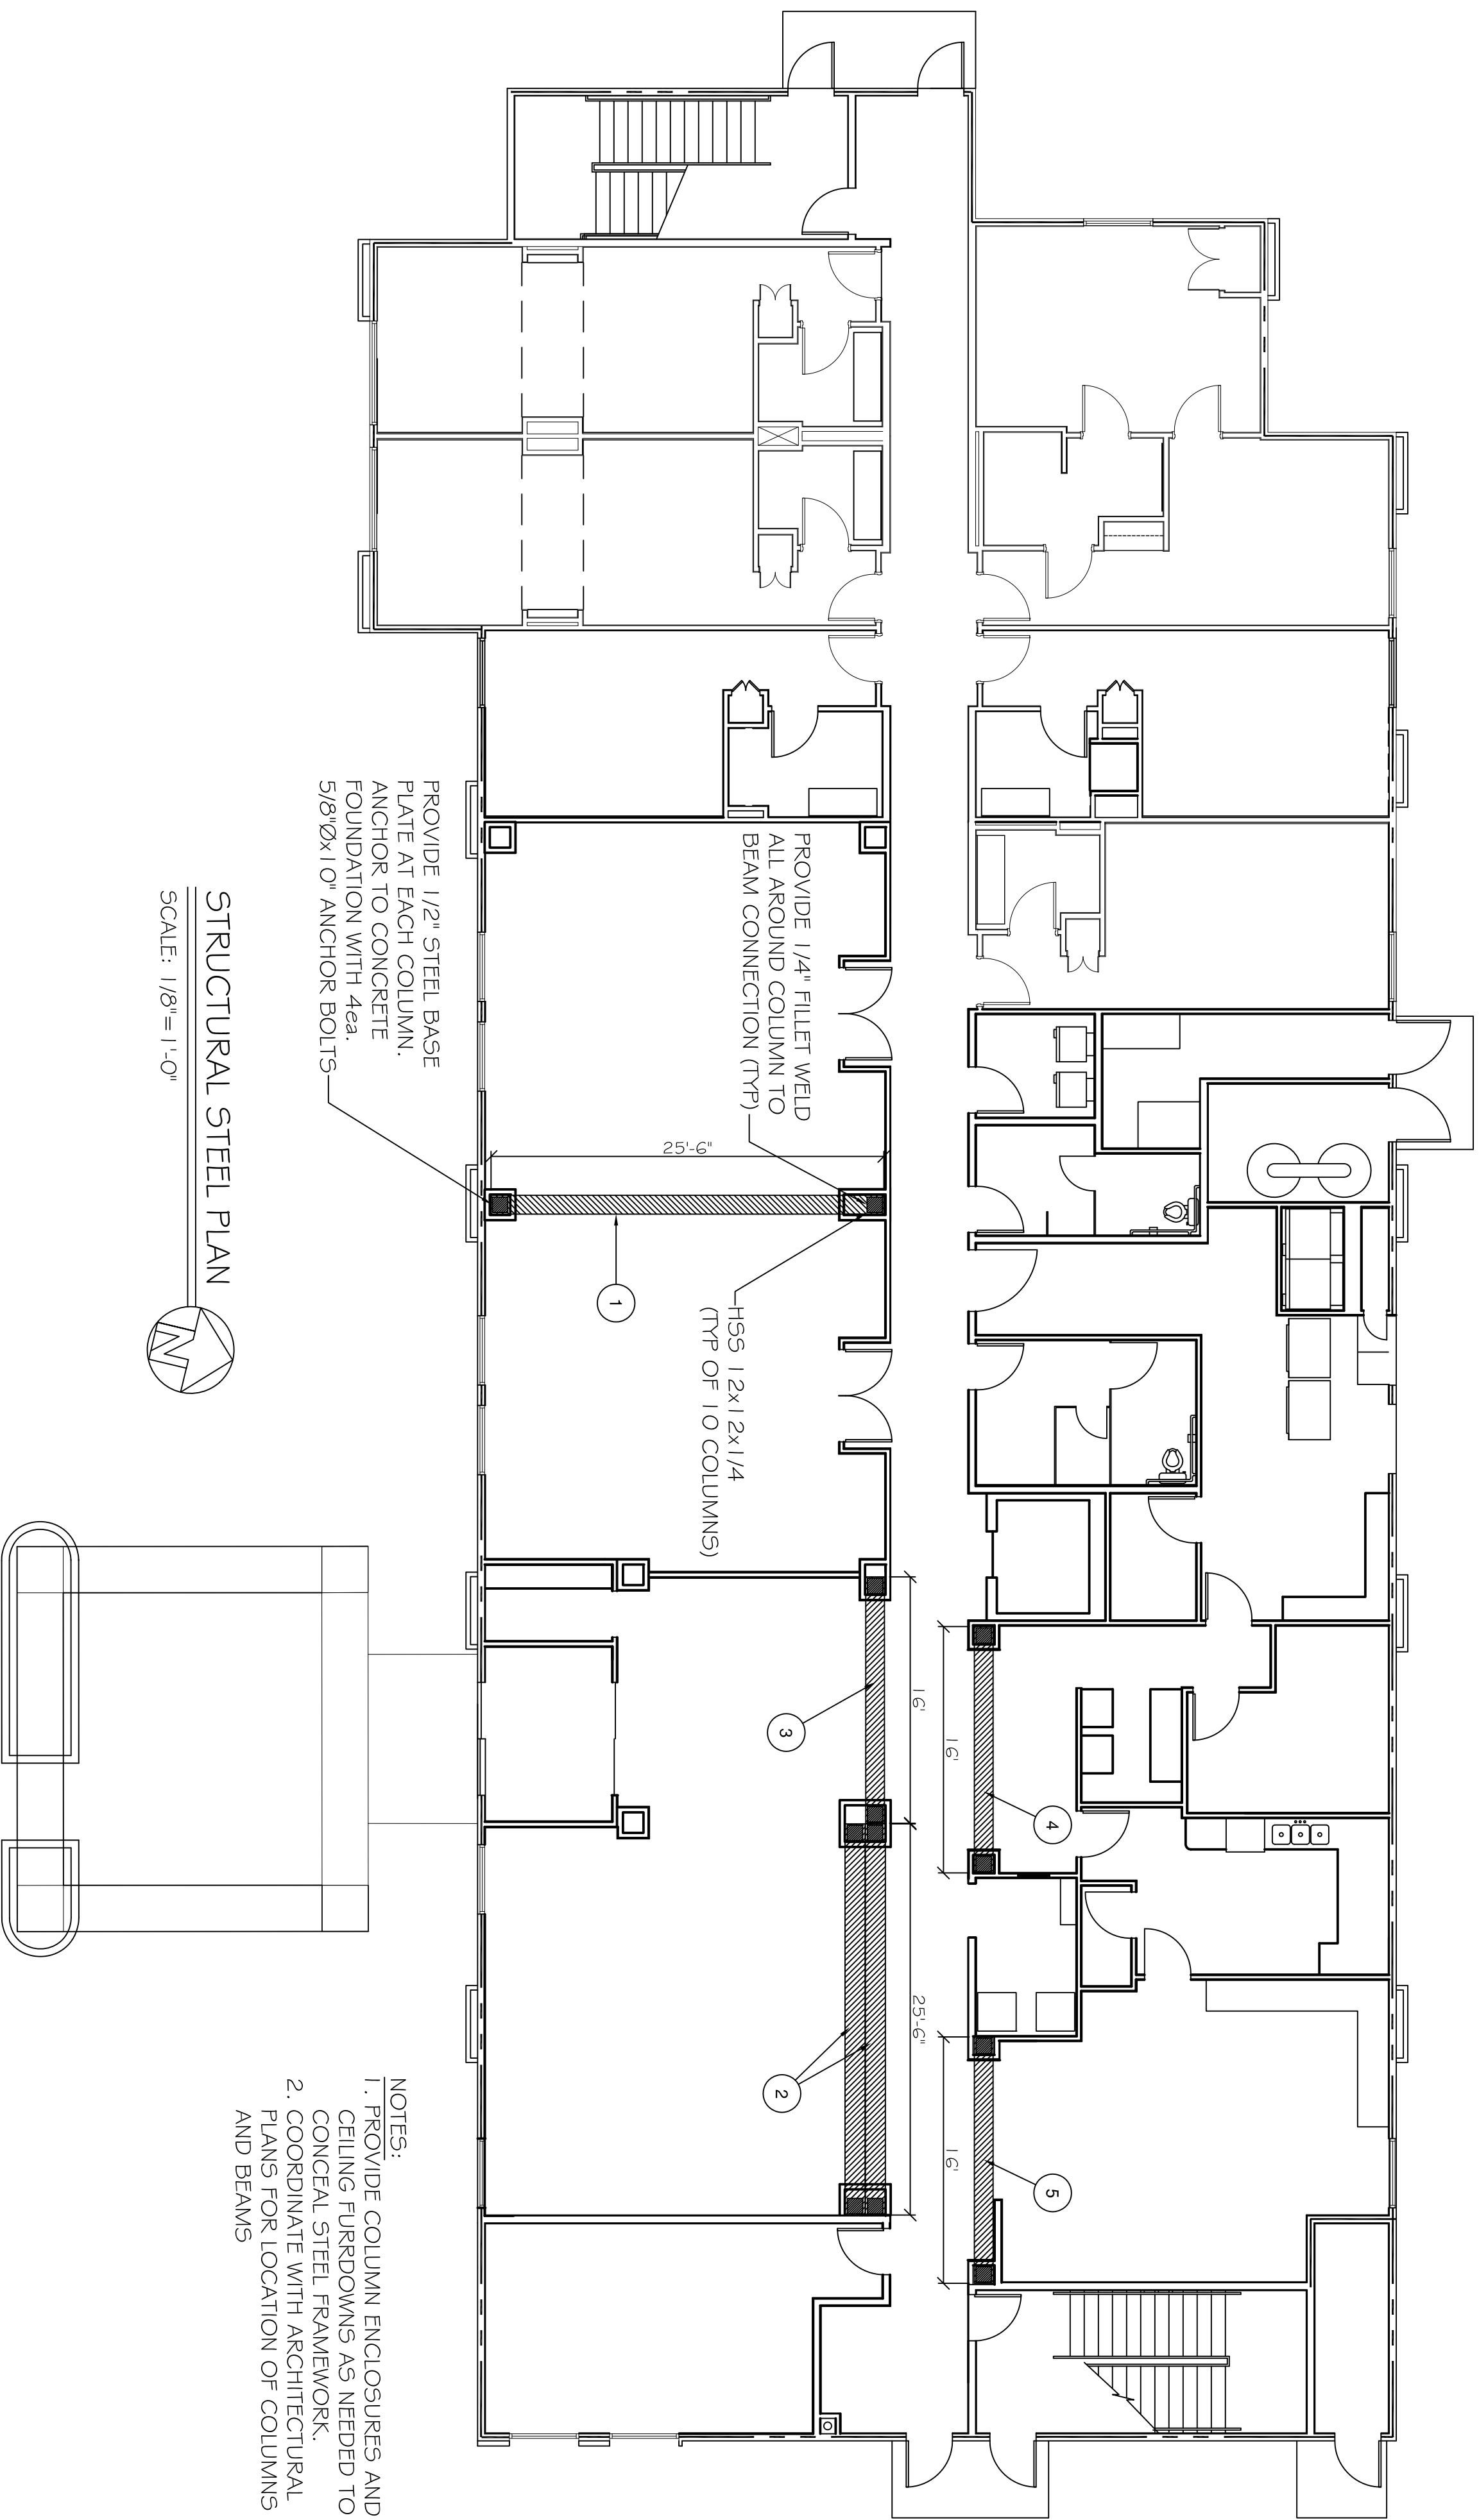 PROVIDE 1/4" FILLET WELD
ALL AROUND COLUMN TO
BEAM CONNECTION (TYP)
PROVIDE 1/2" STEEL BASE
PLATE AT EACH COLUMN.
ANCHOR TO CONCRETE
FOUNDATION WITH 4ea.
5/8"Øx10" ANCHOR BOLTS
25'-6"
1
HSS 12x12x1/4
(TYP OF 10 COLUMNS)
16'
16'
3
4
25'-6"
2
16'
5
STRUCTURAL STEEL PLAN
SCALE: 1/8"=1'-0"
N
NOTES:
1. PROVIDE COLUMN ENCLOSURES AND
CEILING FURRDOWNS AS NEEDED TO
CONCEAL STEEL FRAMEWORK.
2. COORDINATE WITH ARCHITECTURAL
PLANS FOR LOCATION OF COLUMNS
AND BEAMS